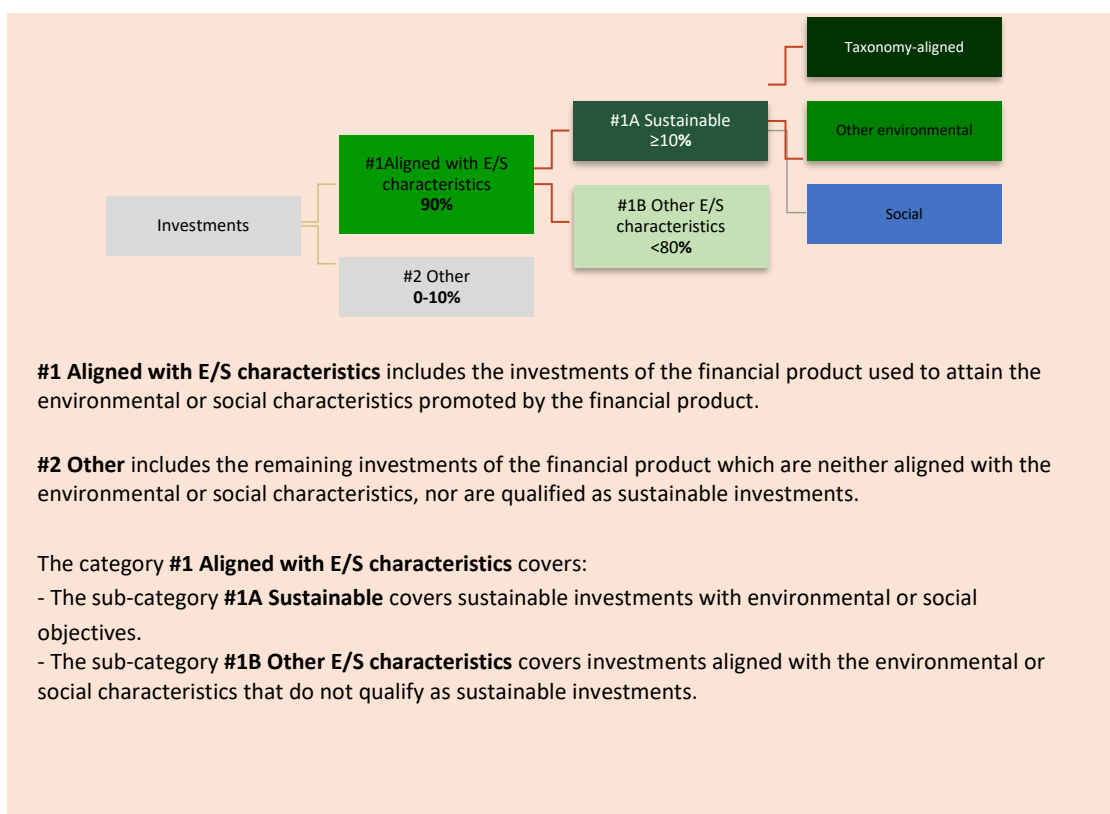 Taxonomy-aligned
#1A Sustainable
≥10%
Other environmental
#1Aligned with E/S
characteristics
90%
#1B Other E/S
characteristics
<80%
Social
Investments
#2 Other
0-10%
#1 Aligned with E/S characteristics includes the investments of the financial product used to attain the
environmental or social characteristics promoted by the financial product.
#2 Other includes the remaining investments of the financial product which are neither aligned with the
environmental or social characteristics, nor are qualified as sustainable investments.
The category #1 Aligned with E/S characteristics covers:
- The sub-category #1A Sustainable covers sustainable investments with environmental or social
objectives.
- The sub-category #1B Other E/S characteristics covers investments aligned with the environmental or
social characteristics that do not qualify as sustainable investments.